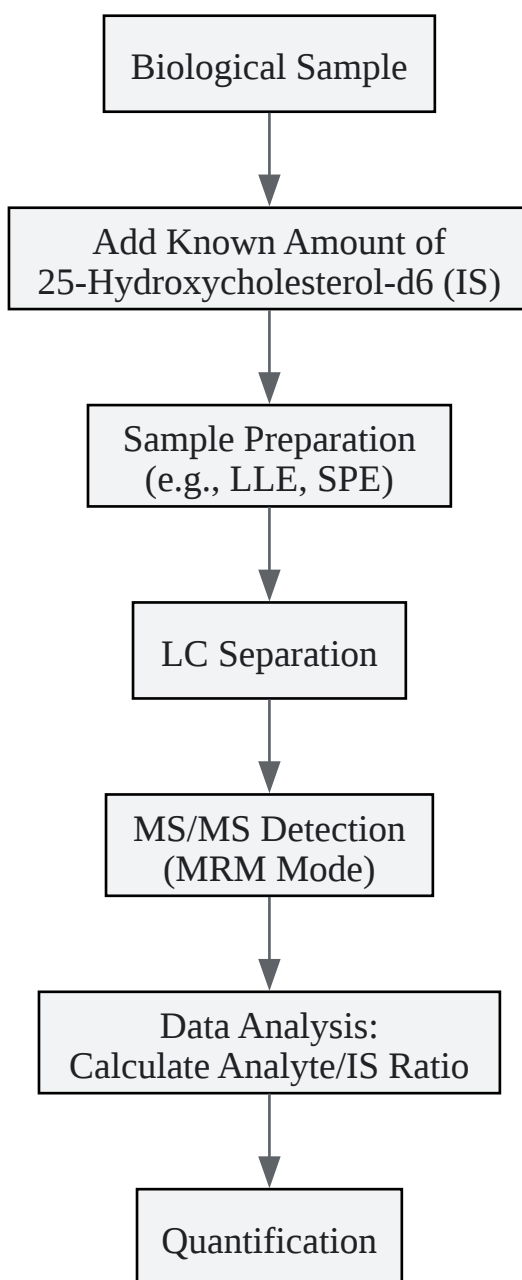 Biological Sample
Add Known Amount of
25-Hydroxycholesterol-d6 (IS)
Sample Preparation
(e.g., LLE, SPE)
LC Separation
MS/MS Detection
(MRM Mode)
Data Analysis:
Calculate Analyte/IS Ratio
Quantification